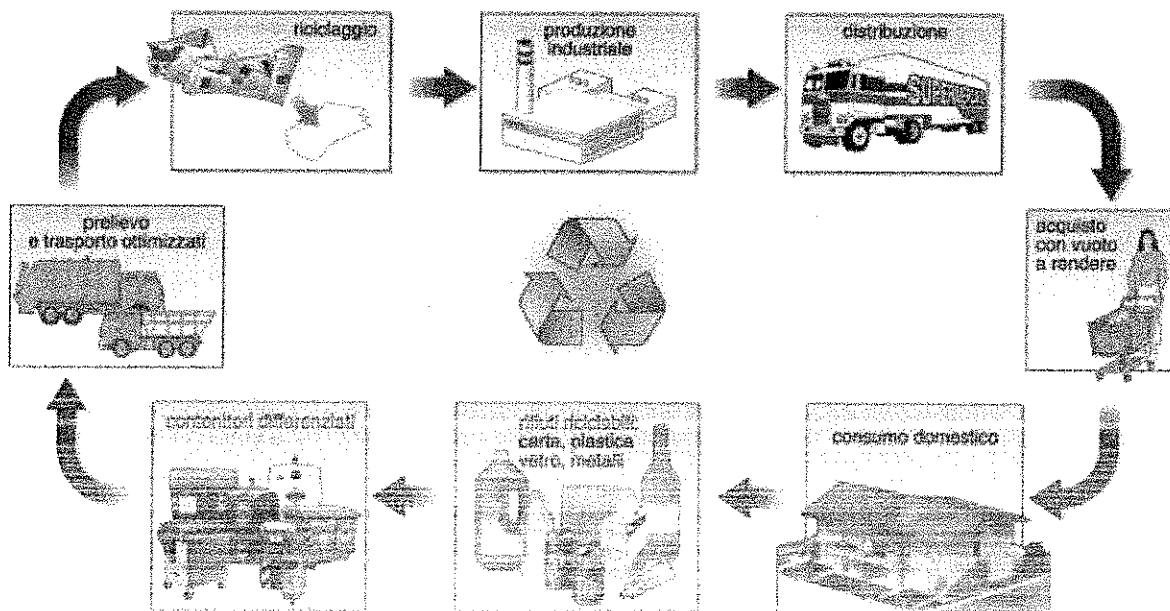 riciclaggio
produzione
industriale
distribuzione
prelievo
e trasporto ottimizzati
acquisto
con vuoto
a rendere
contenitori differenziati
rifiuti riciclabili:
carta, plastica
vetro, metalli
consumo domestico